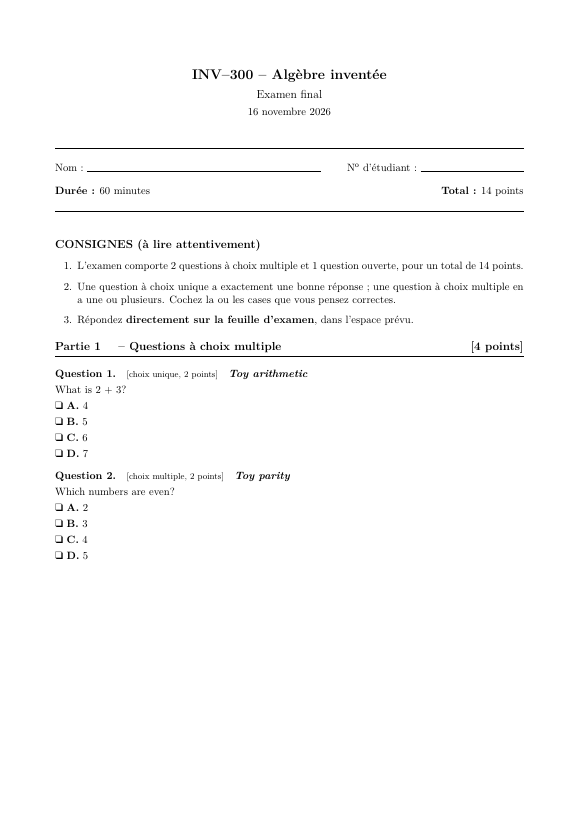 INV–300 – Algèbre inventée
Examen final
16 novembre 2026
Nom :
Nº d'étudiant :
Durée : 60 minutes
Total : 14 points
CONSIGNES (à lire attentivement)
1. L'examen comporte 2 questions à choix multiple et 1 question ouverte, pour un total de 14 points.
2. Une question à choix unique a exactement une bonne réponse ; une question à choix multiple en
a une ou plusieurs. Cochez la ou les cases que vous pensez correctes.
3. Répondez directement sur la feuille d'examen, dans l'espace prévu.
Partie 1 – Questions à choix multiple [4 points]
Question 1. [choix unique, 2 points] Toy arithmetic
What is 2 + 3?
❑ A. 4
❑ B. 5
❑ C. 6
❑ D. 7
Question 2. [choix multiple, 2 points] Toy parity
Which numbers are even?
❑ A. 2
❑ B. 3
❑ C. 4
❑ D. 5